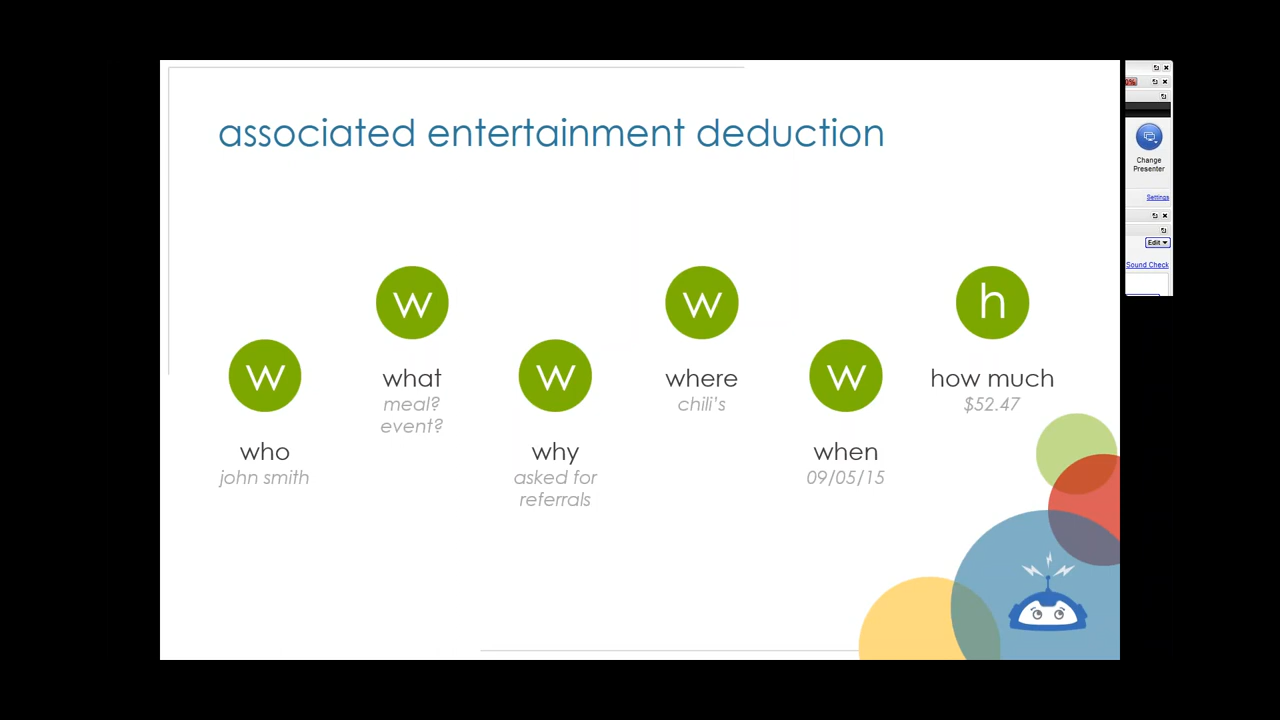 associated entertainment deduction
w
who
john smith
w
what
meal?
event?
w
why
asked for
referrals
w
where
chili's
w
when
09/05/15
h
how much
$52.47
0%
Change
Presenter
Settings
Edit
Sound Check